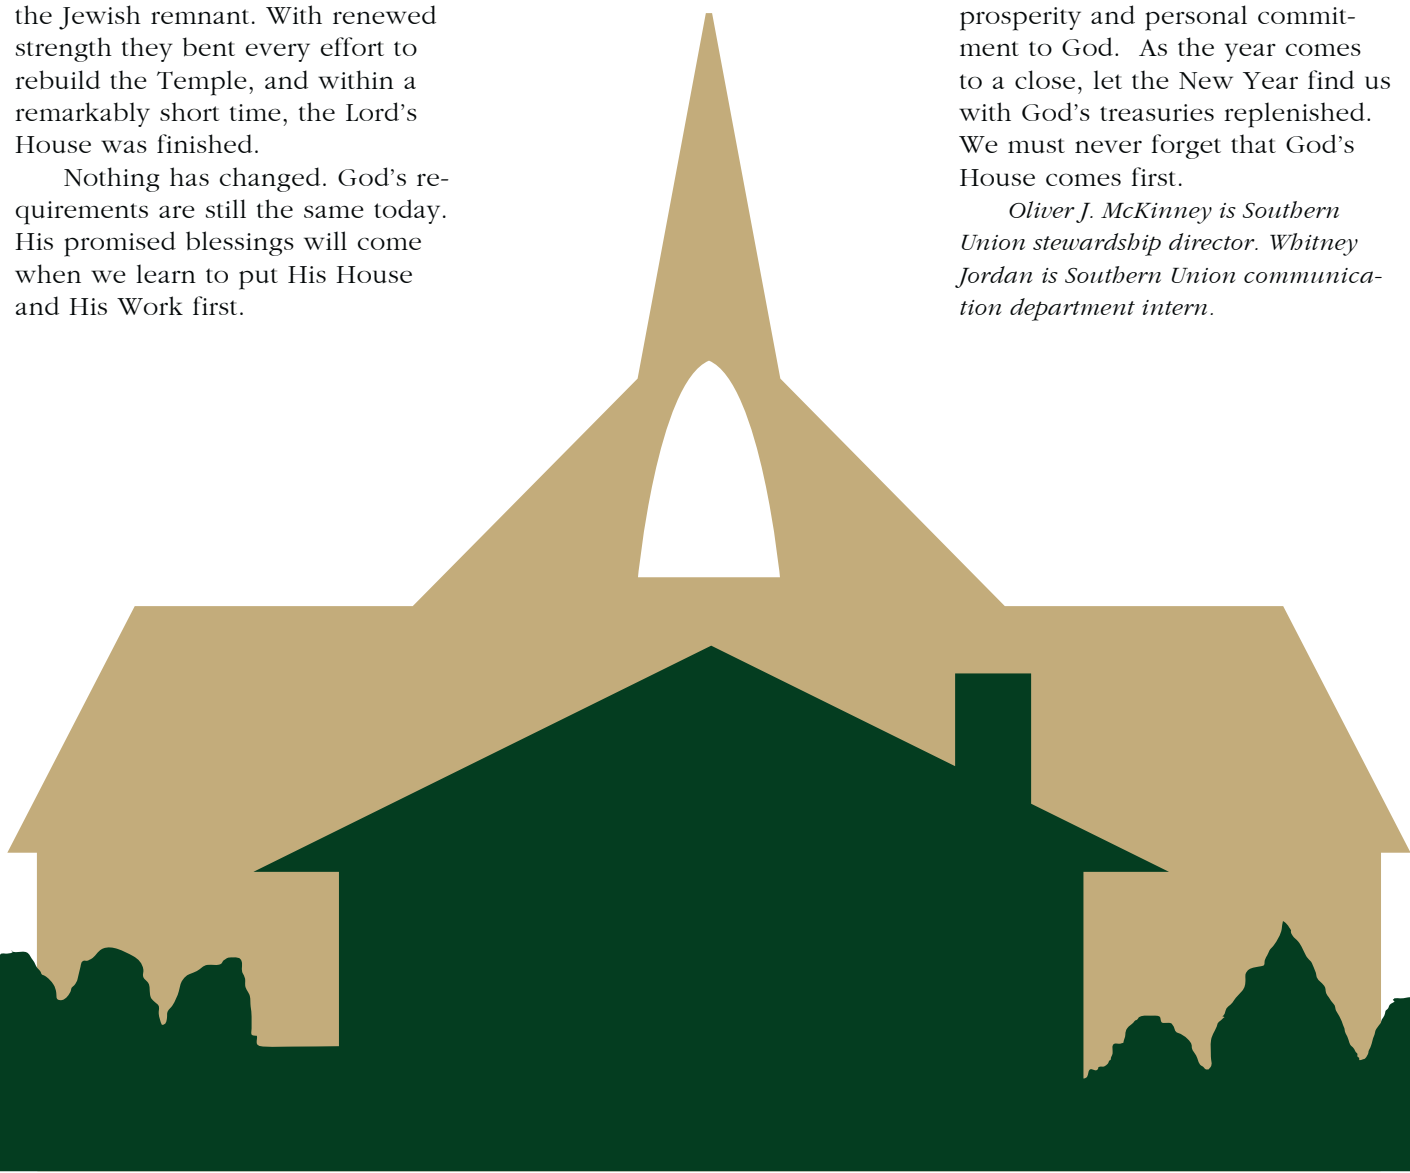 the Jewish remnant. With renewed
strength they bent every effort to
rebuild the Temple, and within a
remarkably short time, the Lord’s
House was finished.
Nothing has changed. God’s re-
quirements are still the same today.
His promised blessings will come
when we learn to put His House
and His Work first.
prosperity and personal commit-
ment to God.  As the year comes
to a close, let the New Year find us
with God’s treasuries replenished.
We must never forget that God’s
House comes first.
Oliver J. McKinney is Southern
Union stewardship director. Whitney
Jordan is Southern Union communica-
tion department intern.